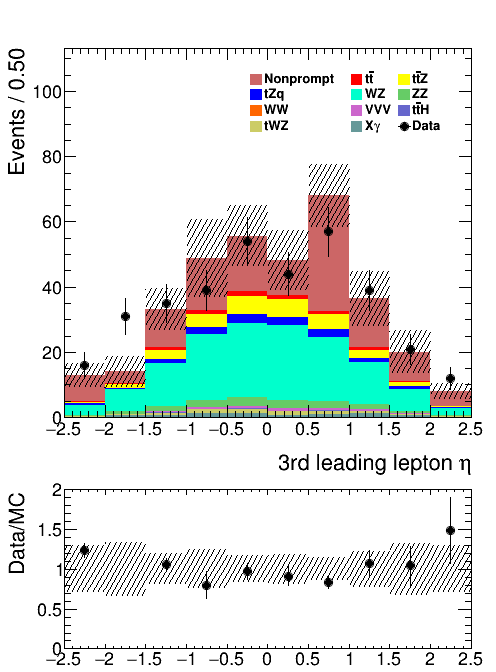 Events / 0.50
100
80
60
40
20
0
Nonprompt tt̄ tt̄Z
tZq WZ ZZ
WW VVV tt̄H
tWZ Xγ Data
−2.5 −2 −1.5 −1 −0.5 0 0.5 1 1.5 2 2.5
3rd leading lepton η
Data/MC
2
1.5
1
0.5
0
−2.5 −2 −1.5 −1 −0.5 0 0.5 1 1.5 2 2.5